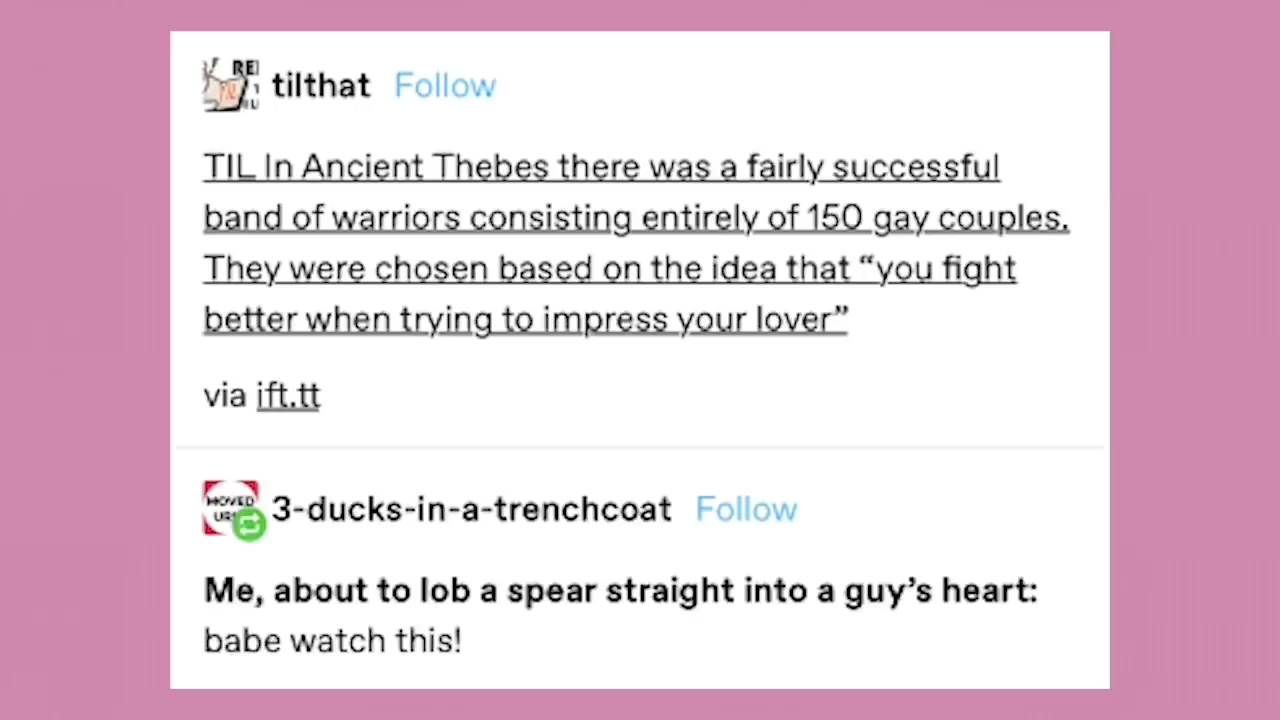 tilthat Follow
TIL In Ancient Thebes there was a fairly successful
band of warriors consisting entirely of 150 gay couples.
They were chosen based on the idea that “you fight
better when trying to impress your lover”
via ift.tt
MOVED
3-ducks-in-a-trenchcoat Follow
Me, about to lob a spear straight into a guy’s heart:
babe watch this!